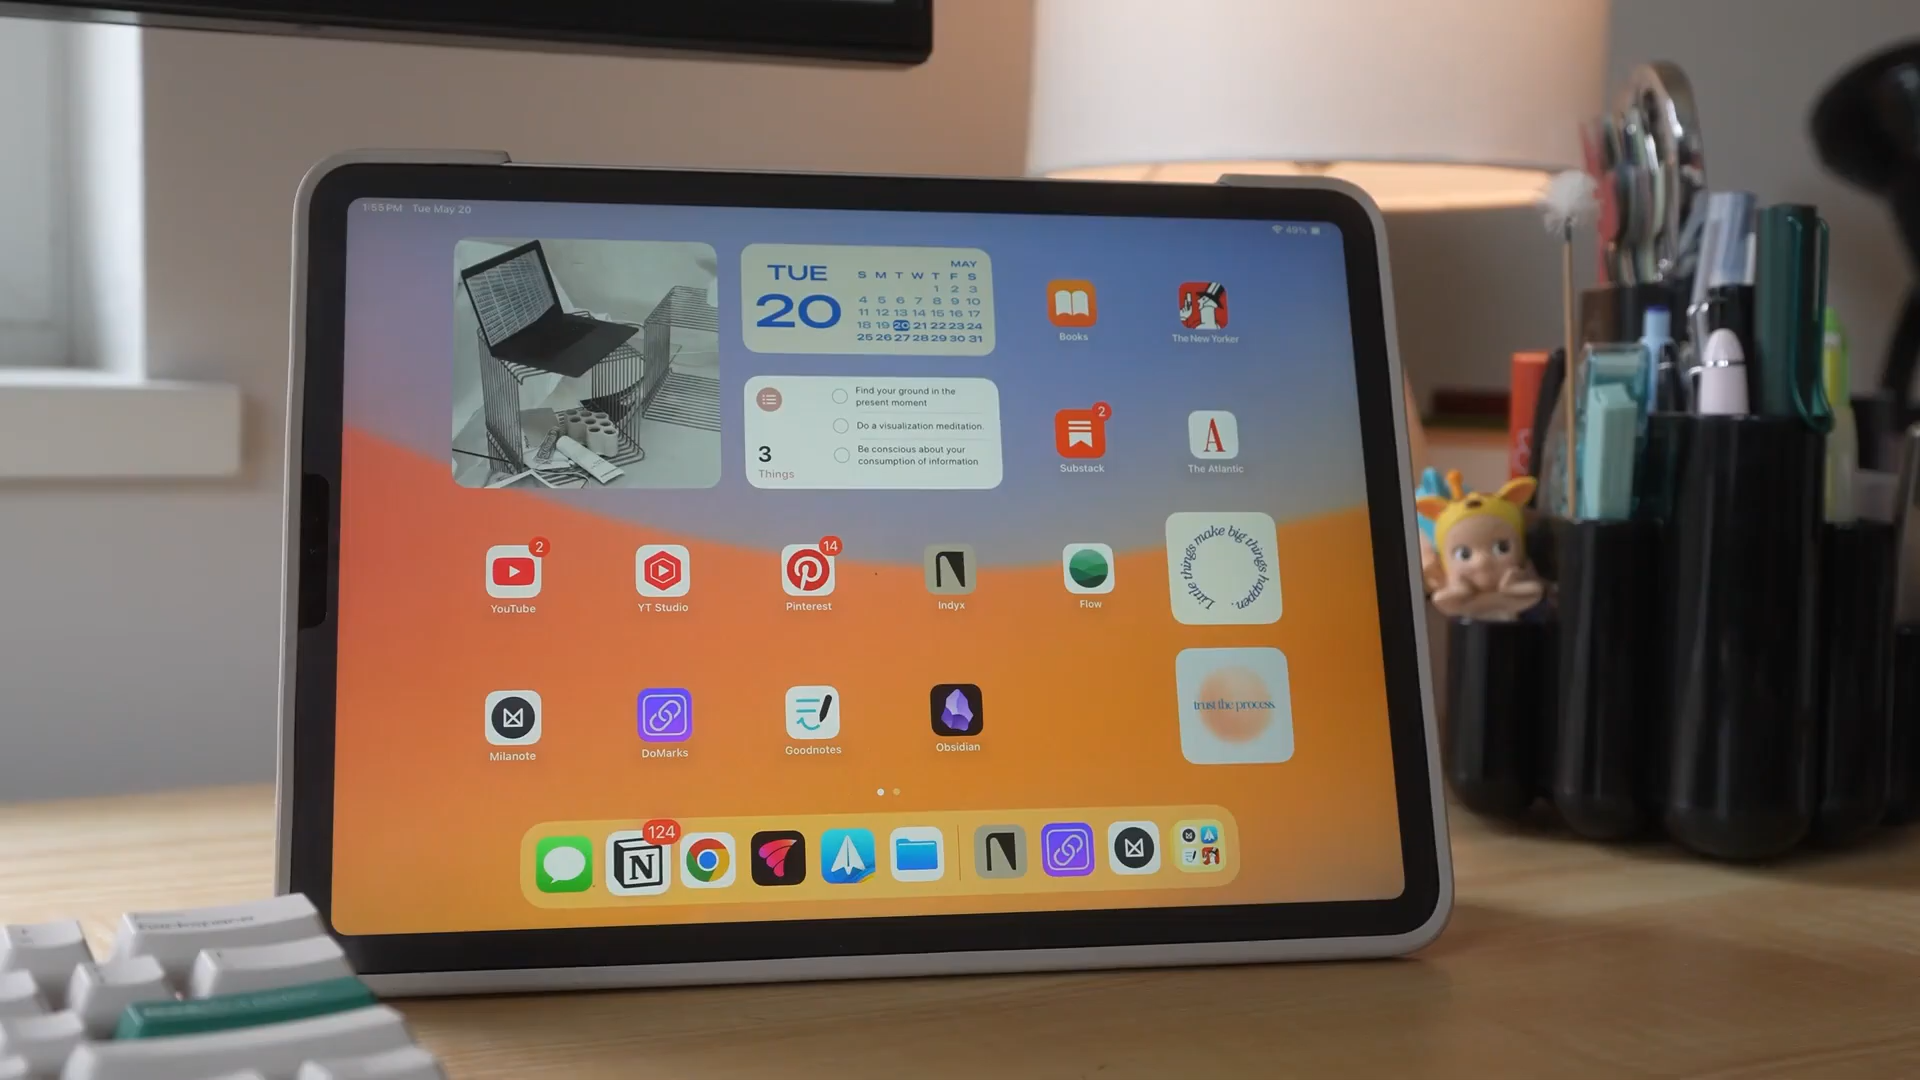 1:55 PM Tue May 20
49%
TUE
20
MAY
S M T W T F S
1 2 3
4 5 6 7 8 9 10
11 12 13 14 15 16 17
18 19 20 21 22 23 24
25 26 27 28 29 30 31
Books
The New Yorker
Find your ground in the
present moment
Do a visualization meditation.
Be conscious about your
consumption of information
3
Things
2
Substack
A
The Atlantic
2
YouTube
YT Studio
14
Pinterest
Indyx
Flow
Little things make big things happen.
Milanote
DoMarks
Goodnotes
Obsidian
trust the process
124
N